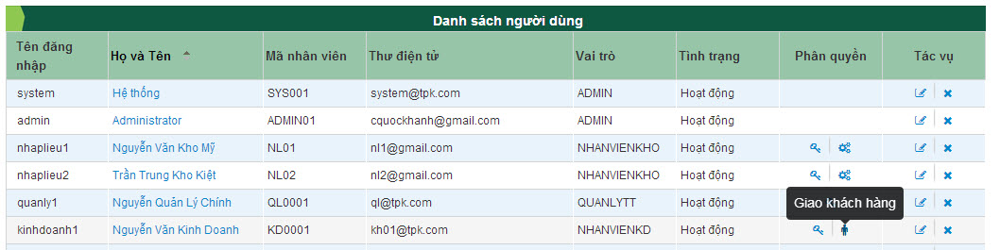 Danh sách người dùng
Tên đăng nhập Họ và Tên Mã nhân viên Thư điện tử Vai trò Tình trạng Phân quyền Tác vụ
system Hệ thống SYS001 system@tpk.com ADMIN Hoạt động
admin Administrator ADMIN01 cquockhanh@gmail.com ADMIN Hoạt động
nhaplieu1 Nguyễn Văn Kho Mỹ NL01 nl1@gmail.com NHANVIENKHO Hoạt động
nhaplieu2 Trần Trung Kho Kiệt NL02 nl2@gmail.com NHANVIENKHO Hoạt động
quanly1 Nguyễn Quản Lý Chính QL0001 ql@tpk.com QUANLYTT Hoạt động
Giao khách hàng
kinhdoanh1 Nguyễn Văn Kinh Doanh KD0001 kh01@tpk.com NHANVIENKD Hoạt động